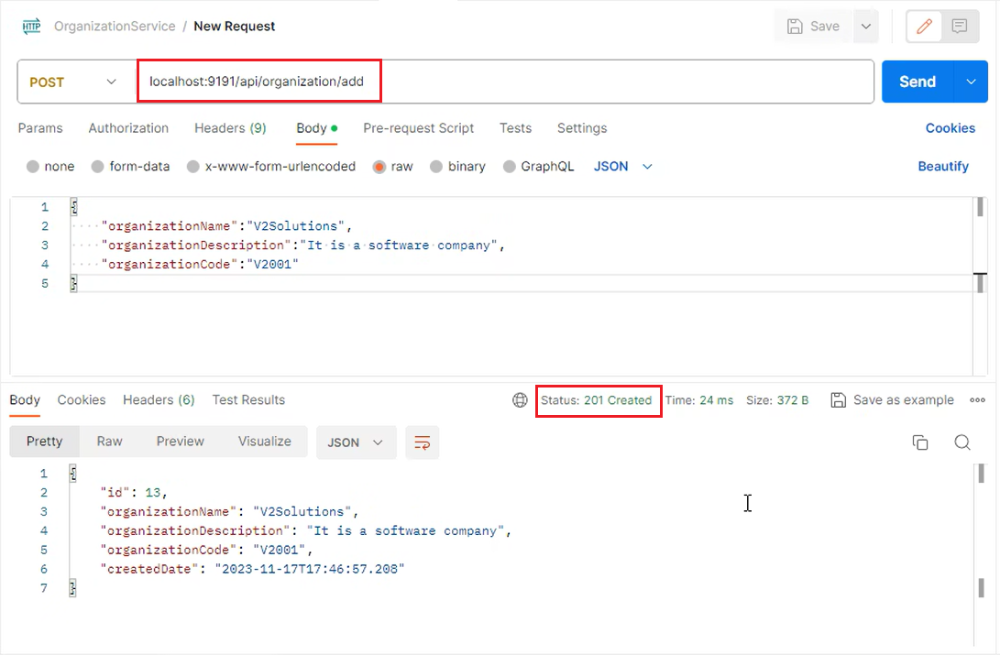 HTTP OrganizationService / New Request Save
POST localhost:9191/api/organization/add Send
Params Authorization Headers (9) Body Pre-request Script Tests Settings Cookies
none form-data x-www-form-urlencoded raw binary GraphQL JSON Beautify
1 {
2 "organizationName":"V2Solutions",
3 "organizationDescription":"It is a software company",
4 "organizationCode":"V2001"
5 }
Body Cookies Headers (6) Test Results Status: 201 Created Time: 24 ms Size: 372 B Save as example
Pretty Raw Preview Visualize JSON
1 {
2 "id": 13,
3 "organizationName": "V2Solutions",
4 "organizationDescription": "It is a software company",
5 "organizationCode": "V2001",
6 "createdDate": "2023-11-17T17:46:57.208"
7 }